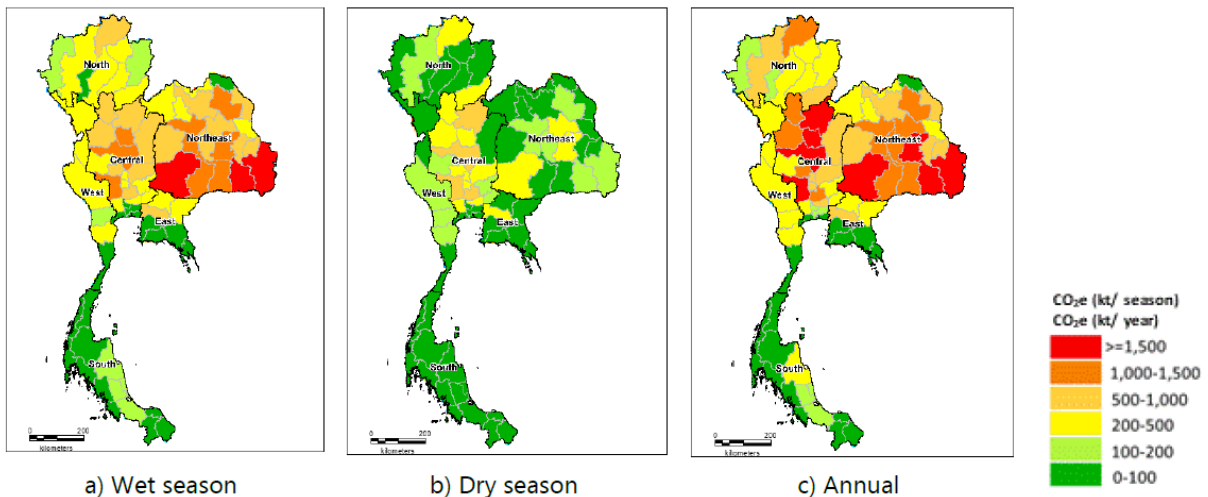 North
Northeast
Central
West
East
South
0 200
kilometers
North
Northeast
Central
West
East
South
0 200
kilometers
North
Northeast
Central
West
East
South
0 200
kilometers
CO₂e (kt/ season)
CO₂e (kt/ year)
>=1,500
1,000-1,500
500-1,000
200-500
100-200
0-100
a) Wet season
b) Dry season
c) Annual